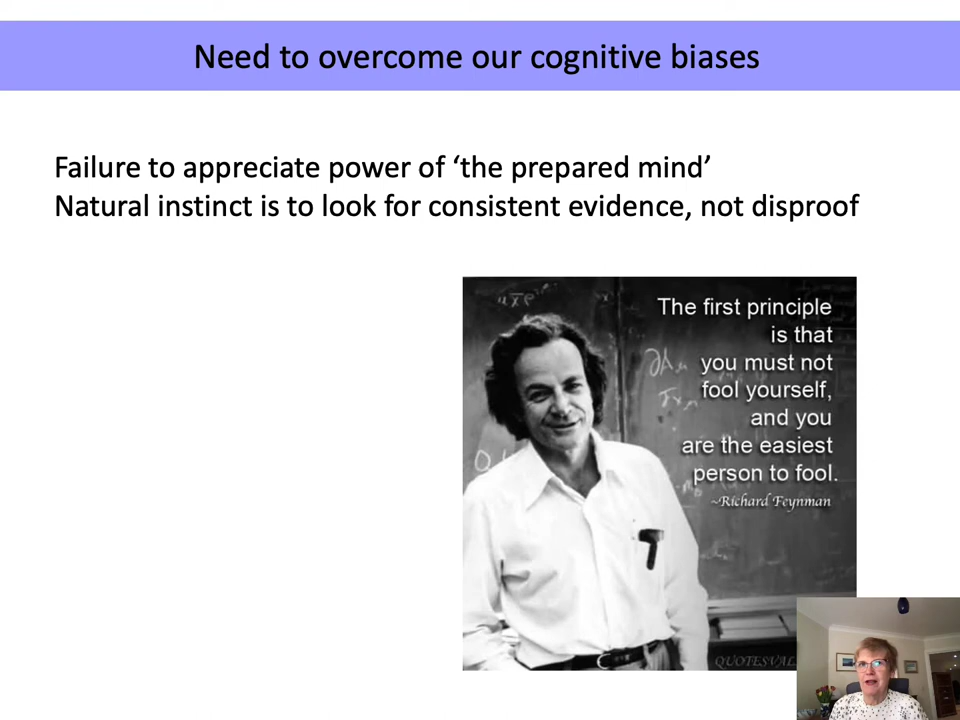 Need to overcome our cognitive biases
Failure to appreciate power of ‘the prepared mind’
Natural instinct is to look for consistent evidence, not disproof
The first principle
is that
you must not
fool yourself,
and you
are the easiest
person to fool.
~Richard Feynman
QUOTESVAL